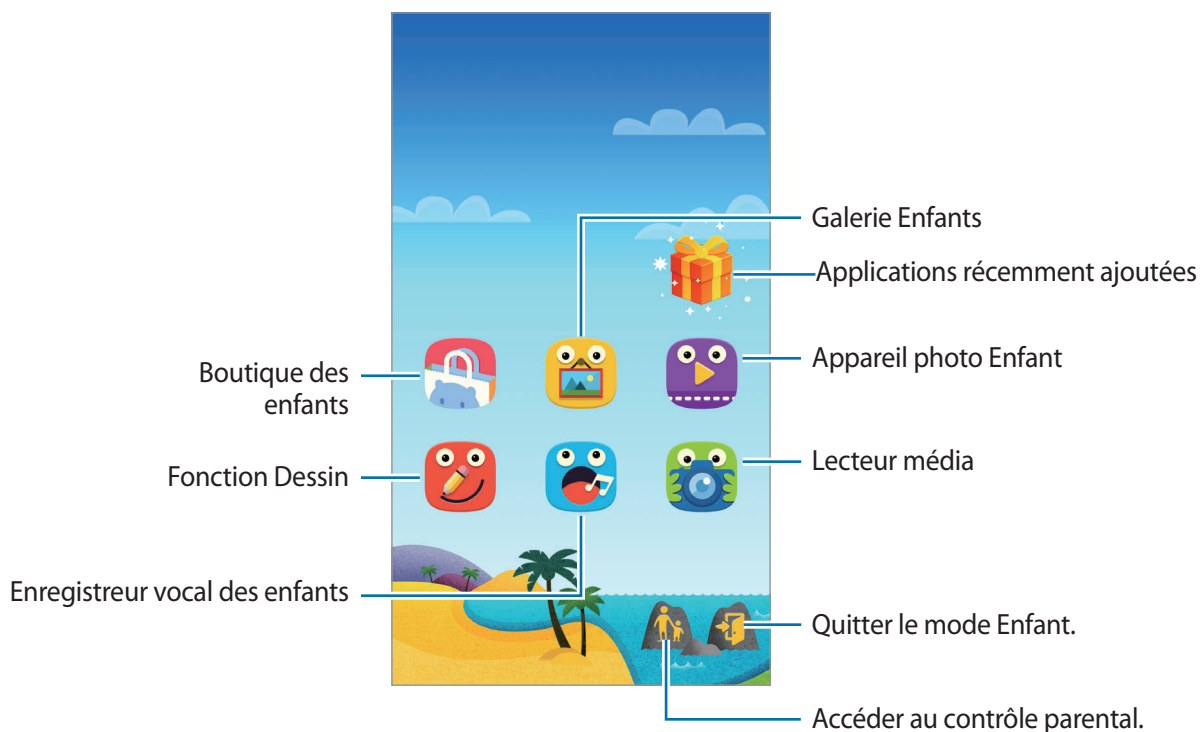 Galerie Enfants
Applications récemment ajoutées
Boutique des
enfants
Appareil photo Enfant
Fonction Dessin
Lecteur média
Enregistreur vocal des enfants
Quitter le mode Enfant.
Accéder au contrôle parental.